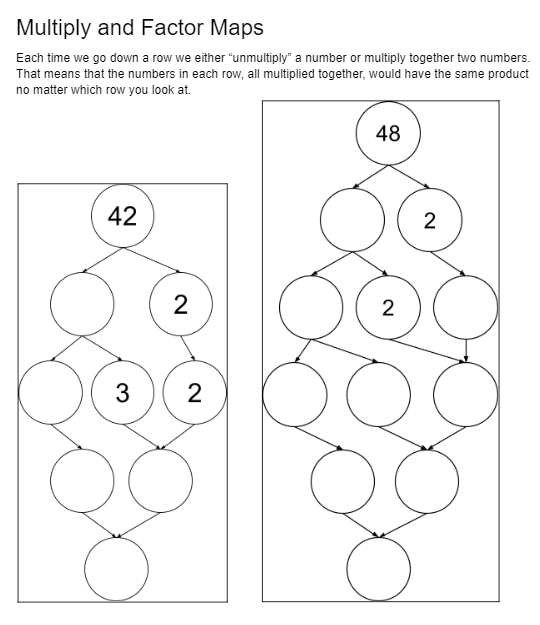 Multiply and Factor Maps
Each time we go down a row we either “unmultiply” a number or multiply together two numbers.
That means that the numbers in each row, all multiplied together, would have the same product
no matter which row you look at.
42
2
3 2
48
2
2